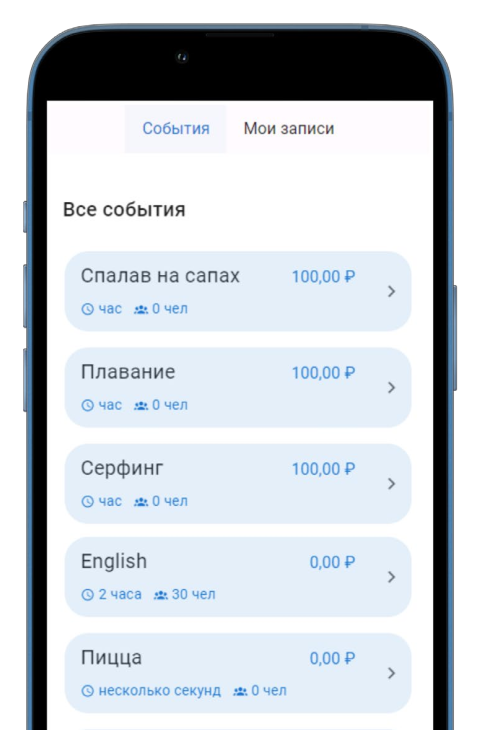 События Мои записи
Все события
Спалав на сапах 100,00 ₽
час 0 чел
Плавание 100,00 ₽
час 0 чел
Серфинг 100,00 ₽
час 0 чел
English 0,00 ₽
2 часа 30 чел
Пицца 0,00 ₽
несколько секунд 0 чел